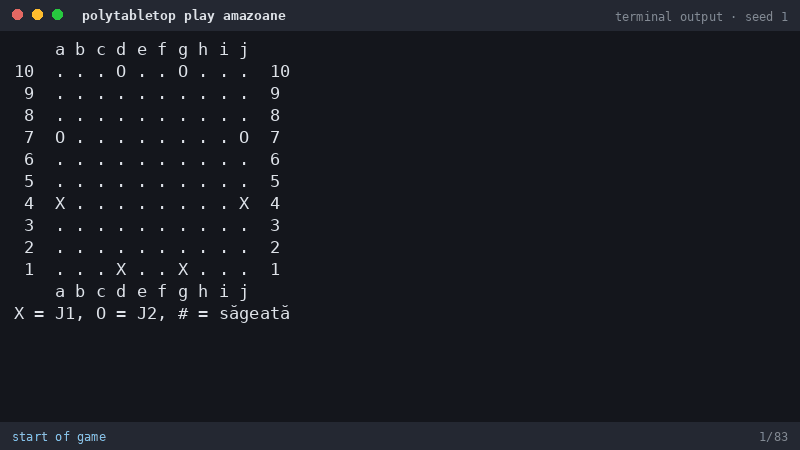 polytabletop play amazoane
terminal output · seed 1
a b c d e f g h i j
10 . . . O . . O . . . 10
9 . . . . . . . . . . 9
8 . . . . . . . . . . 8
7 O . . . . . . . . O 7
6 . . . . . . . . . . 6
5 . . . . . . . . . . 5
4 X . . . . . . . . X 4
3 . . . . . . . . . . 3
2 . . . . . . . . . . 2
1 . . . X . . X . . . 1
a b c d e f g h i j
X = J1, O = J2, # = săgeată
start of game
1/83